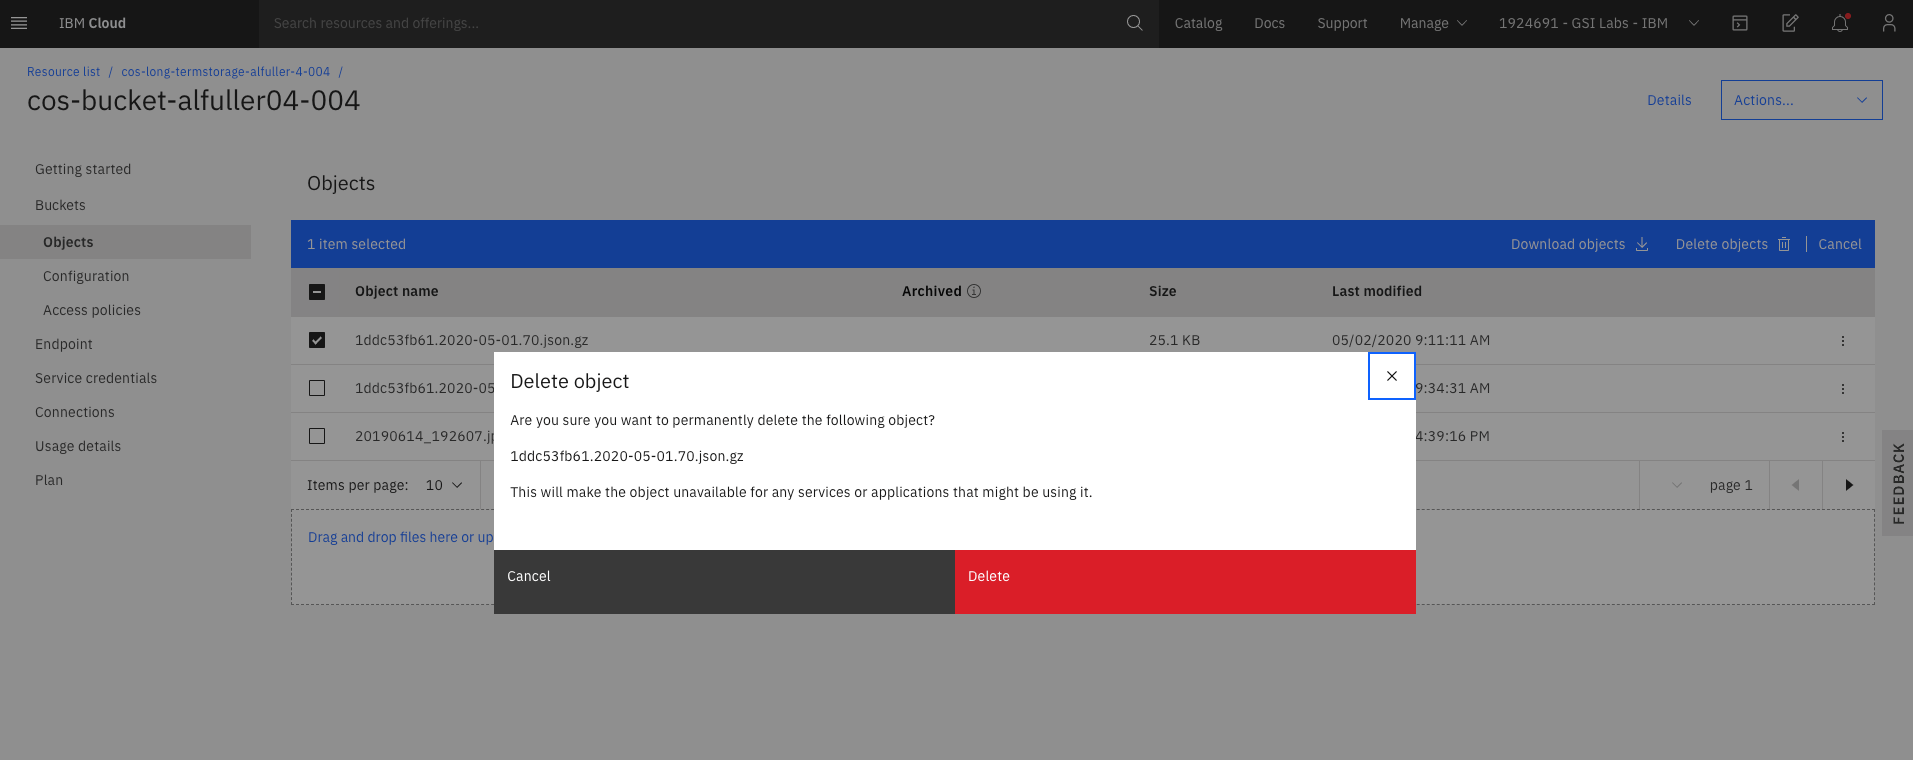 IBM Cloud
Search resources and offerings...
Catalog
Docs
Support
Manage
1924691 - GSI Labs - IBM
Resource list / cos-long-termstorage-alfuller-4-004 /
cos-bucket-alfuller04-004
Details
Actions...
Getting started
Buckets
Objects
Configuration
Access policies
Endpoint
Service credentials
Connections
Usage details
Plan
Objects
1 item selected
Download objects
Delete objects
Cancel
Object name
Archived
Size
Last modified
1ddc53fb61.2020-05-01.70.json.gz
25.1 KB
05/02/2020 9:11:11 AM
1ddc53fb61.2020-05
9:34:31 AM
20190614_192607.jp
4:39:16 PM
Items per page: 10
page 1
Drag and drop files here or up
Delete object
Are you sure you want to permanently delete the following object?
1ddc53fb61.2020-05-01.70.json.gz
This will make the object unavailable for any services or applications that might be using it.
Cancel
Delete
FEEDBACK